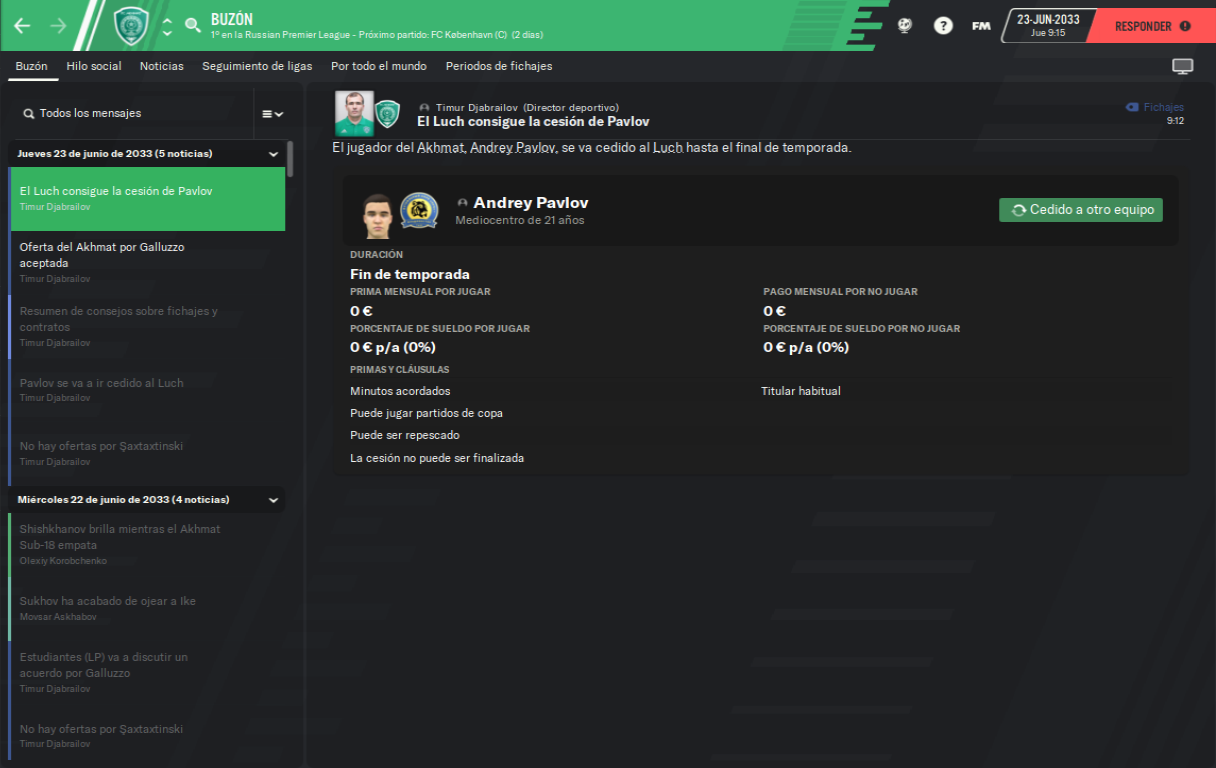 BUZÓN
1º en la Russian Premier League - Próximo partido: FC København (C) (2 días)
?
FM
23-JUN-2033
Jue 9:15
RESPONDER
Buzón
Hilo social
Noticias
Seguimiento de ligas
Por todo el mundo
Periodos de fichajes
Todos los mensajes
Jueves 23 de junio de 2033 (5 noticias)
El Luch consigue la cesión de Pavlov
Timur Djabrailov
Oferta del Akhmat por Galluzzo
aceptada
Timur Djabrailov
Resumen de consejos sobre fichajes y
contratos
Timur Djabrailov
Pavlov se va a ir cedido al Luch
Timur Djabrailov
No hay ofertas por Şaxtaxtinski
Timur Djabrailov
Miércoles 22 de junio de 2033 (4 noticias)
Shishkhanov brilla mientras el Akhmat
Sub-18 empata
Olexiy Korobchenko
Sukhov ha acabado de ojear a Ike
Movsar Askhabov
Estudiantes (LP) va a discutir un
acuerdo por Galluzzo
Timur Djabrailov
No hay ofertas por Şaxtaxtinski
Timur Djabrailov
Timur Djabrailov (Director deportivo)
El Luch consigue la cesión de Pavlov
Fichajes
9:12
El jugador del Akhmat, Andrey Pavlov, se va cedido al Luch hasta el final de temporada.
Andrey Pavlov
Mediocentro de 21 años
Cedido a otro equipo
DURACIÓN
Fin de temporada
PRIMA MENSUAL POR JUGAR
PAGO MENSUAL POR NO JUGAR
0 €
0 €
PORCENTAJE DE SUELDO POR JUGAR
PORCENTAJE DE SUELDO POR NO JUGAR
0 € p/a (0%)
0 € p/a (0%)
PRIMAS Y CLÁUSULAS
Minutos acordados
Titular habitual
Puede jugar partidos de copa
Puede ser repescado
La cesión no puede ser finalizada